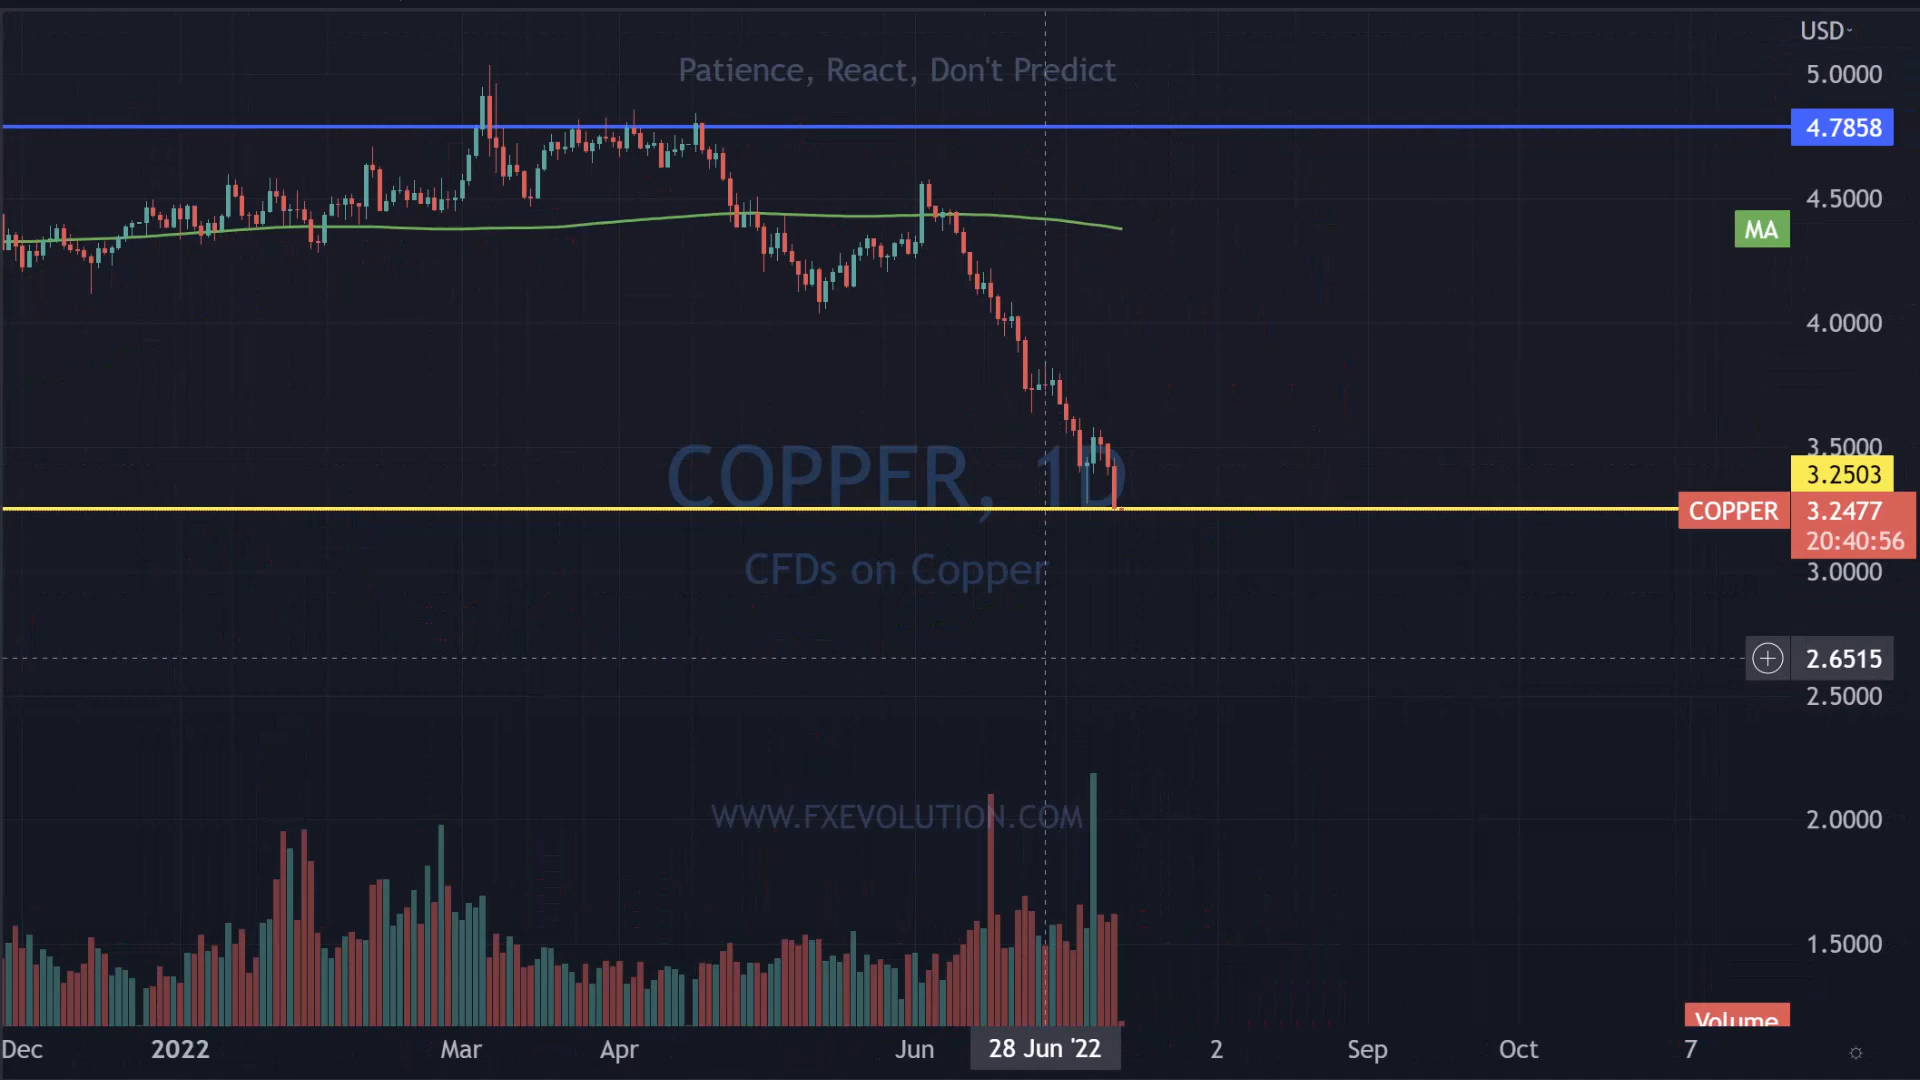 USD
Patience, React, Don't Predict
5.0000
4.7858
4.5000
MA
4.0000
3.5000
COPPER, 1D
3.2503
COPPER 3.2477
20:40:56
CFDs on Copper
3.0000
2.6515
2.5000
WWW.FXEVOLUTION.COM
2.0000
1.5000
Volume
Dec 2022 Mar Apr Jun 28 Jun '22 2 Sep Oct 7